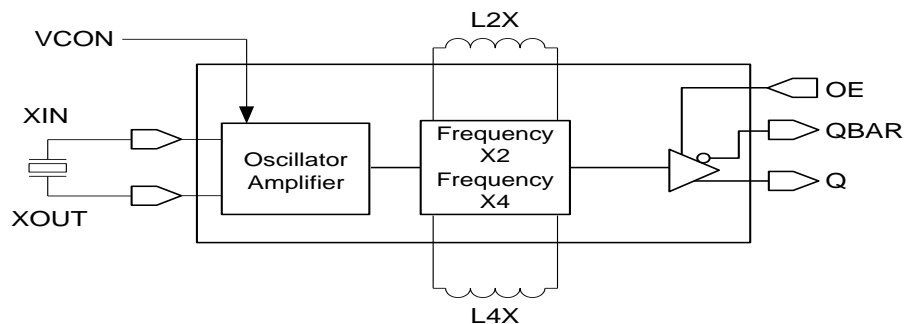 L2X
VCON
OE
XIN
QBAR
Frequency
X2
Oscillator
Amplifier
Frequency
X4
Q
XOUT
L4X